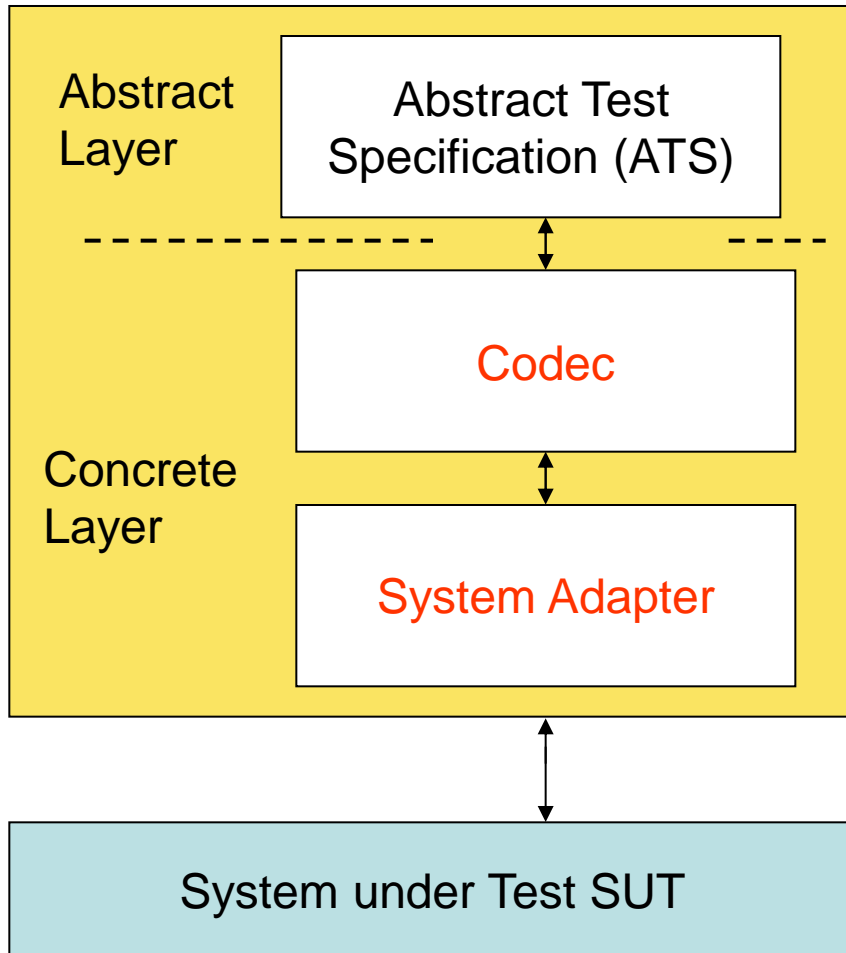 Abstract
Layer
Abstract Test
Specification (ATS)
Codec
Concrete
Layer
System Adapter
System under Test SUT